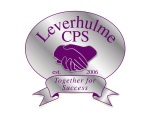 Leverhulme
CPS
est. 2006
Together for
Success